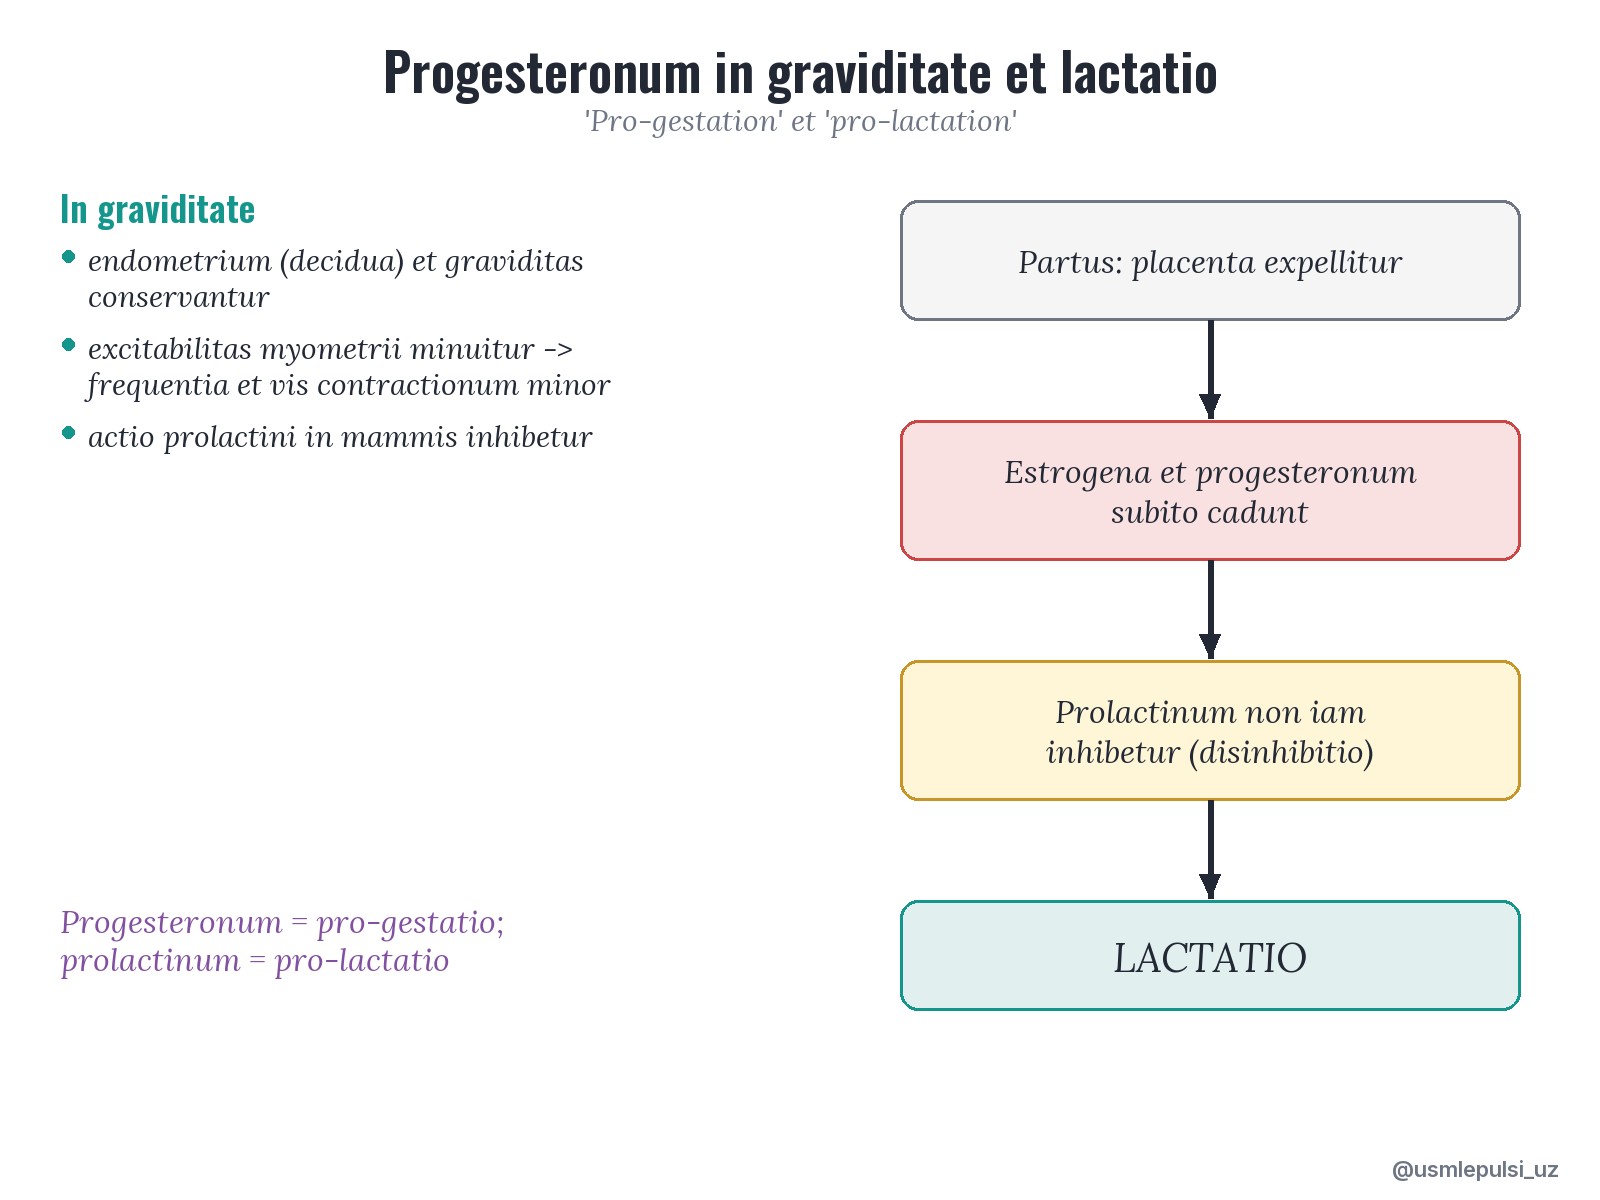 Progesteronum in graviditate et lactatio
'Pro-gestation' et 'pro-lactation'
In graviditate
endometrium (decidua) et graviditas
conservantur
excitabilitas myometrii minuitur ->
frequentia et vis contractionum minor
actio prolactini in mammis inhibetur
Progesteronum = pro-gestatio;
prolactinum = pro-lactatio
Partus: placenta expellitur
Estrogena et progesteronum
subito cadunt
Prolactinum non iam
inhibetur (disinhibitio)
LACTATIO
@usmlepulsi_uz